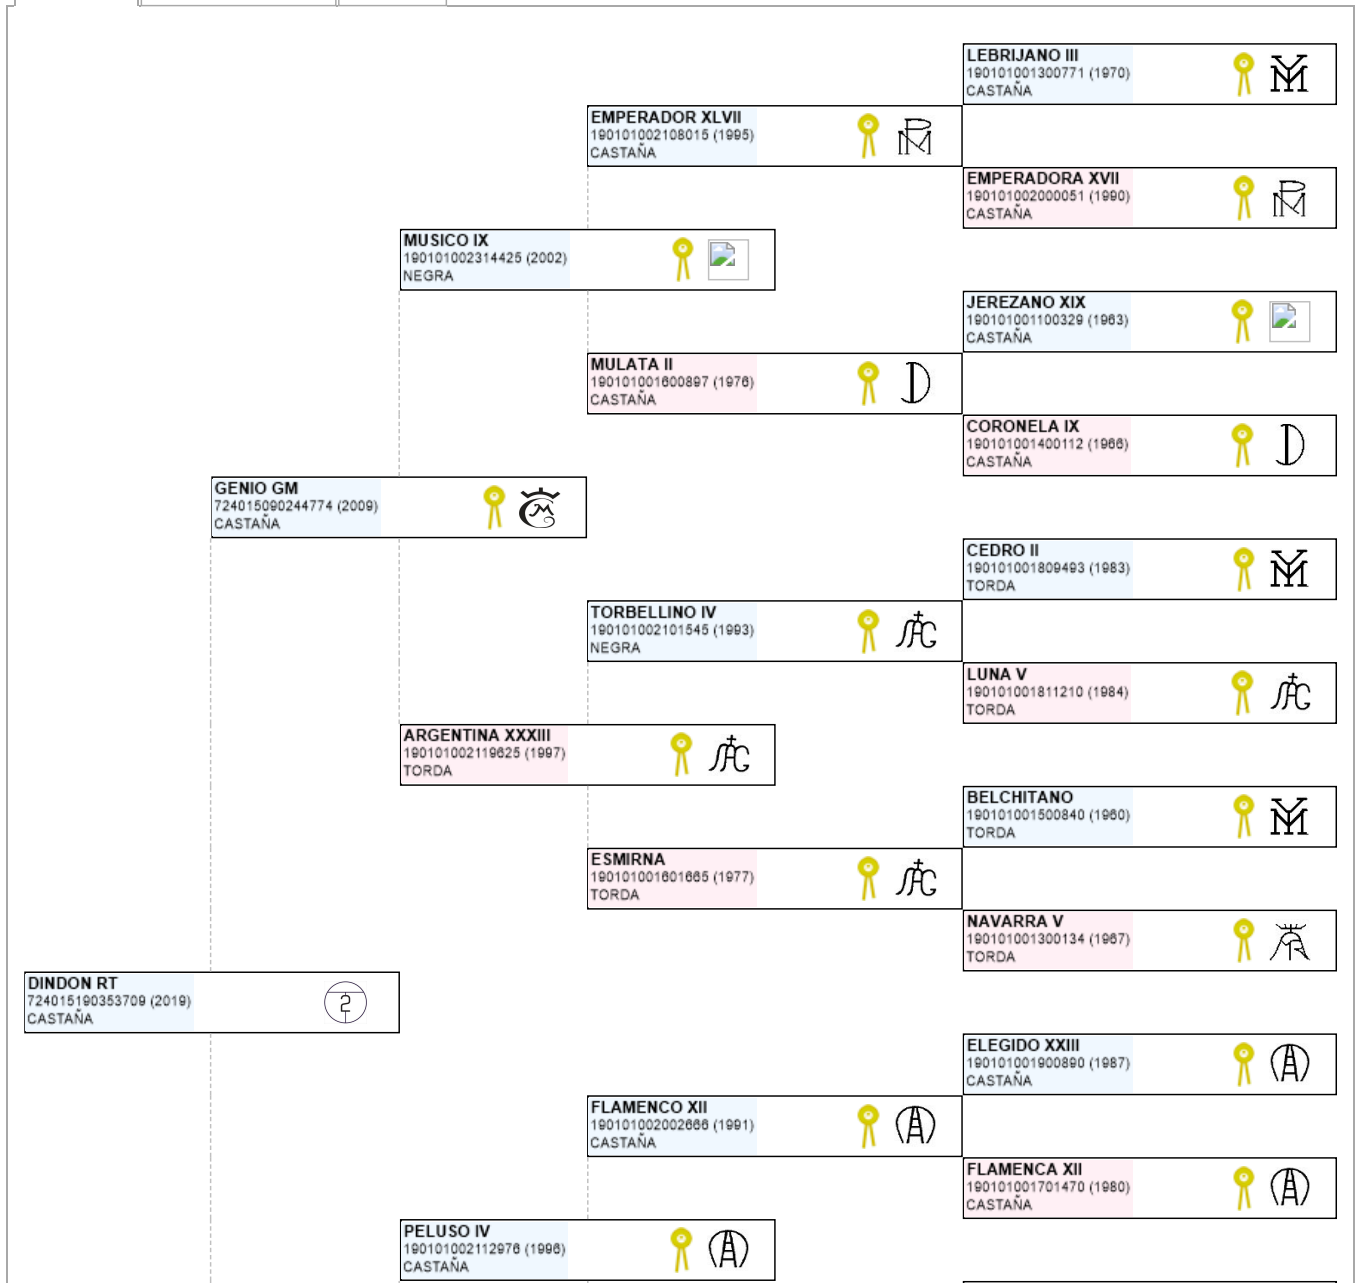 LEBRIJANO III
190101001300771 (1970)
CASTAÑA
EMPERADOR XLVII
190101002108015 (1995)
CASTAÑA
EMPERADORA XVII
190101002000051 (1990)
CASTAÑA
MUSICO IX
190101002314425 (2002)
NEGRA
JEREZANO XIX
190101001100329 (1963)
CASTAÑA
MULATA II
190101001600897 (1976)
CASTAÑA
CORONELA IX
190101001400112 (1966)
CASTAÑA
GENIO GM
724015090244774 (2009)
CASTAÑA
CEDRO II
190101001809493 (1983)
TORDA
TORBELLINO IV
190101002101545 (1993)
NEGRA
LUNA V
190101001811210 (1984)
TORDA
ARGENTINA XXXIII
190101002119625 (1997)
TORDA
BELCHITANO
190101001500840 (1960)
TORDA
ESMIRNA
190101001601665 (1977)
TORDA
NAVARRA V
190101001300134 (1967)
TORDA
DINDON RT
724015190353709 (2019)
CASTAÑA
ELEGIDO XXIII
190101001900890 (1987)
CASTAÑA
FLAMENCO XII
190101002002666 (1991)
CASTAÑA
FLAMENCA XII
190101001701470 (1980)
CASTAÑA
PELUSO IV
190101002112976 (1996)
CASTAÑA